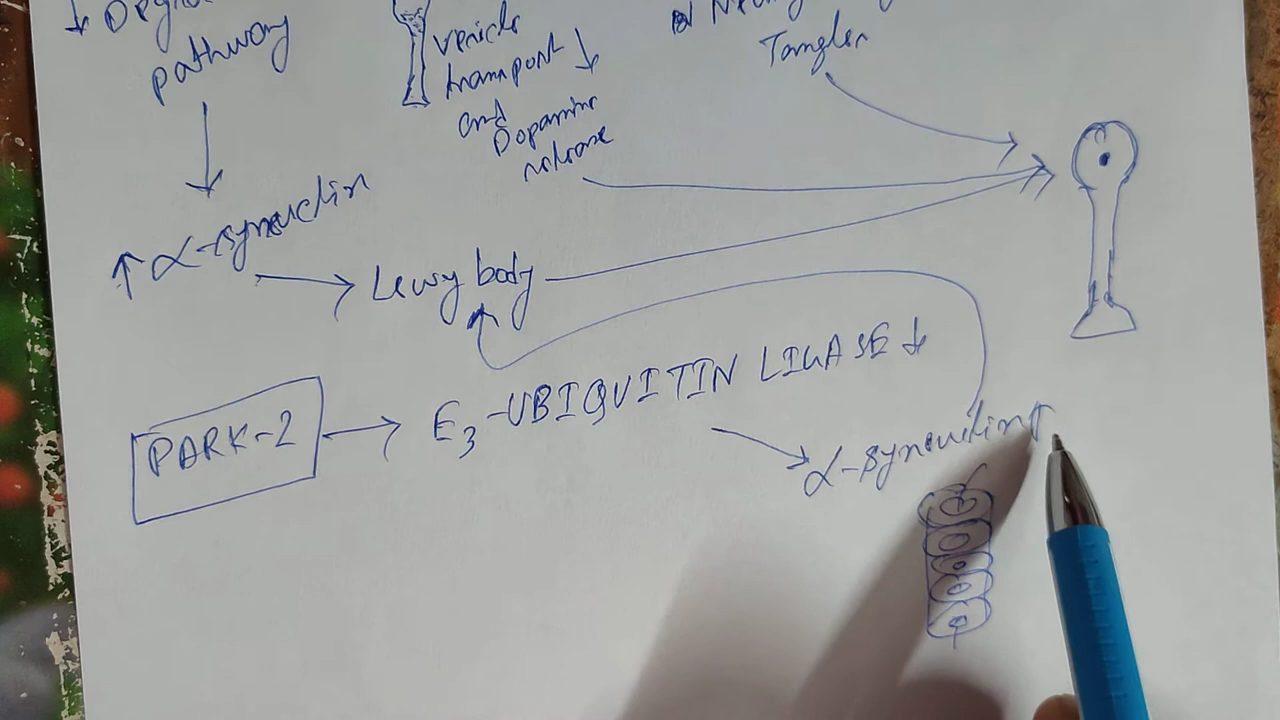 ↓
pathway
vesicle
transport ↓
and
Dopamine
release
Tangles
↑ α-synuclin
Lewy body
PARK-2
E3-UBIQUITIN LIGASE ↓
α-synuclin↑